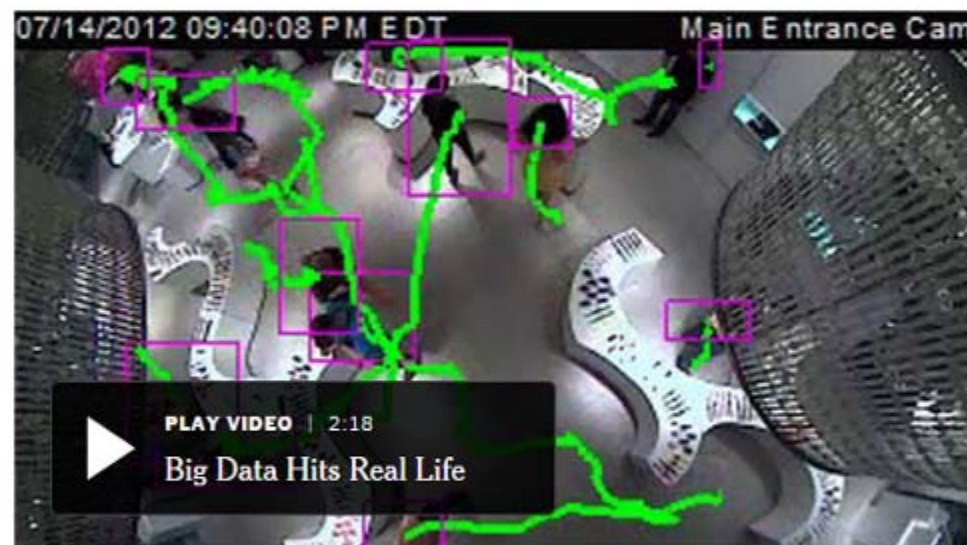 07/14/2012 09:40:08 PM EDT
Main Entrance Cam
PLAY VIDEO | 2:18
Big Data Hits Real Life